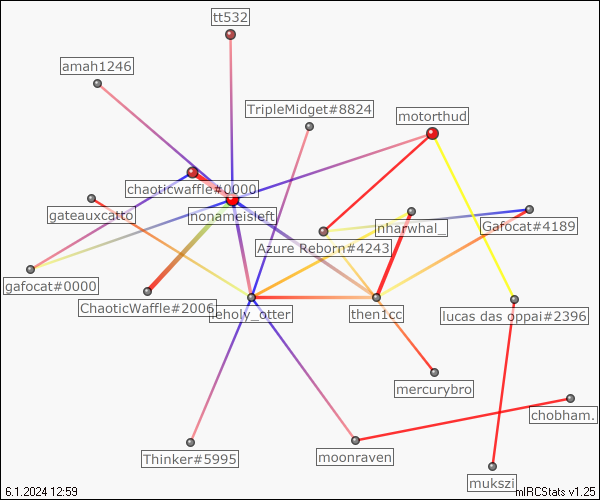 tt532
amah1246
TripleMidget#8824
motorthud
chaoticwaffle#0000
gateauxcatto
nonameisleft
nharwhal_
Gafocat#4189
Azure Reborn#4243
gafocat#0000
ChaoticWaffle#2006
theholy_otter
then1cc
lucas das oppai#2396
mercurybro
chobham.
Thinker#5995
moonraven
mukszi
6.1.2024 12:59
mIRCStats v1.25